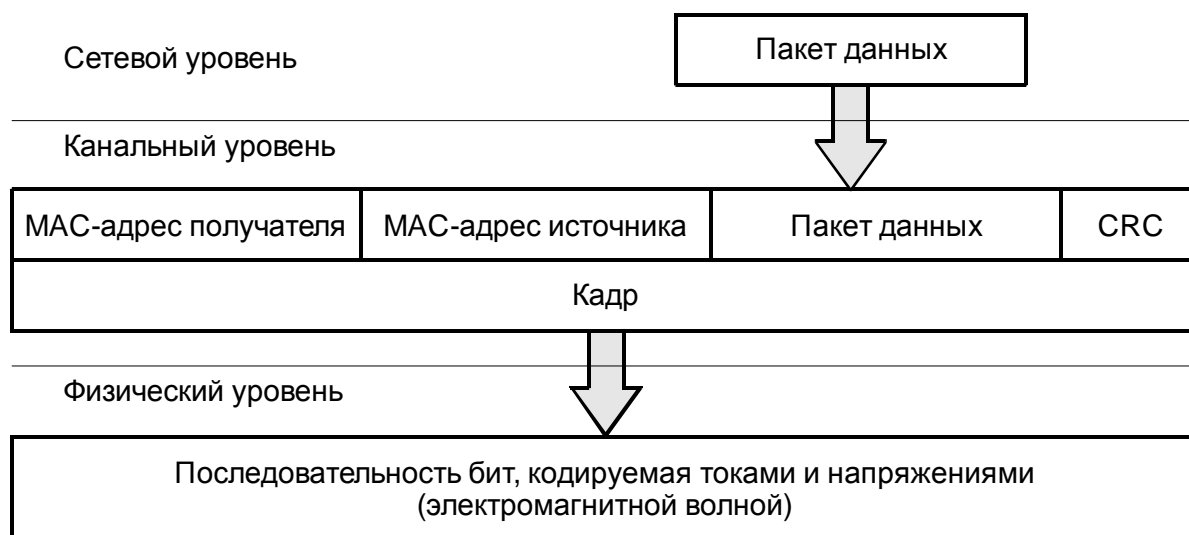 Сетевой уровень
Пакет данных
Канальный уровень
MAC-адрес получателя
MAC-адрес источника
Пакет данных
CRC
Кадр
Физический уровень
Последовательность бит, кодируемая токами и напряжениями
(электромагнитной волной)